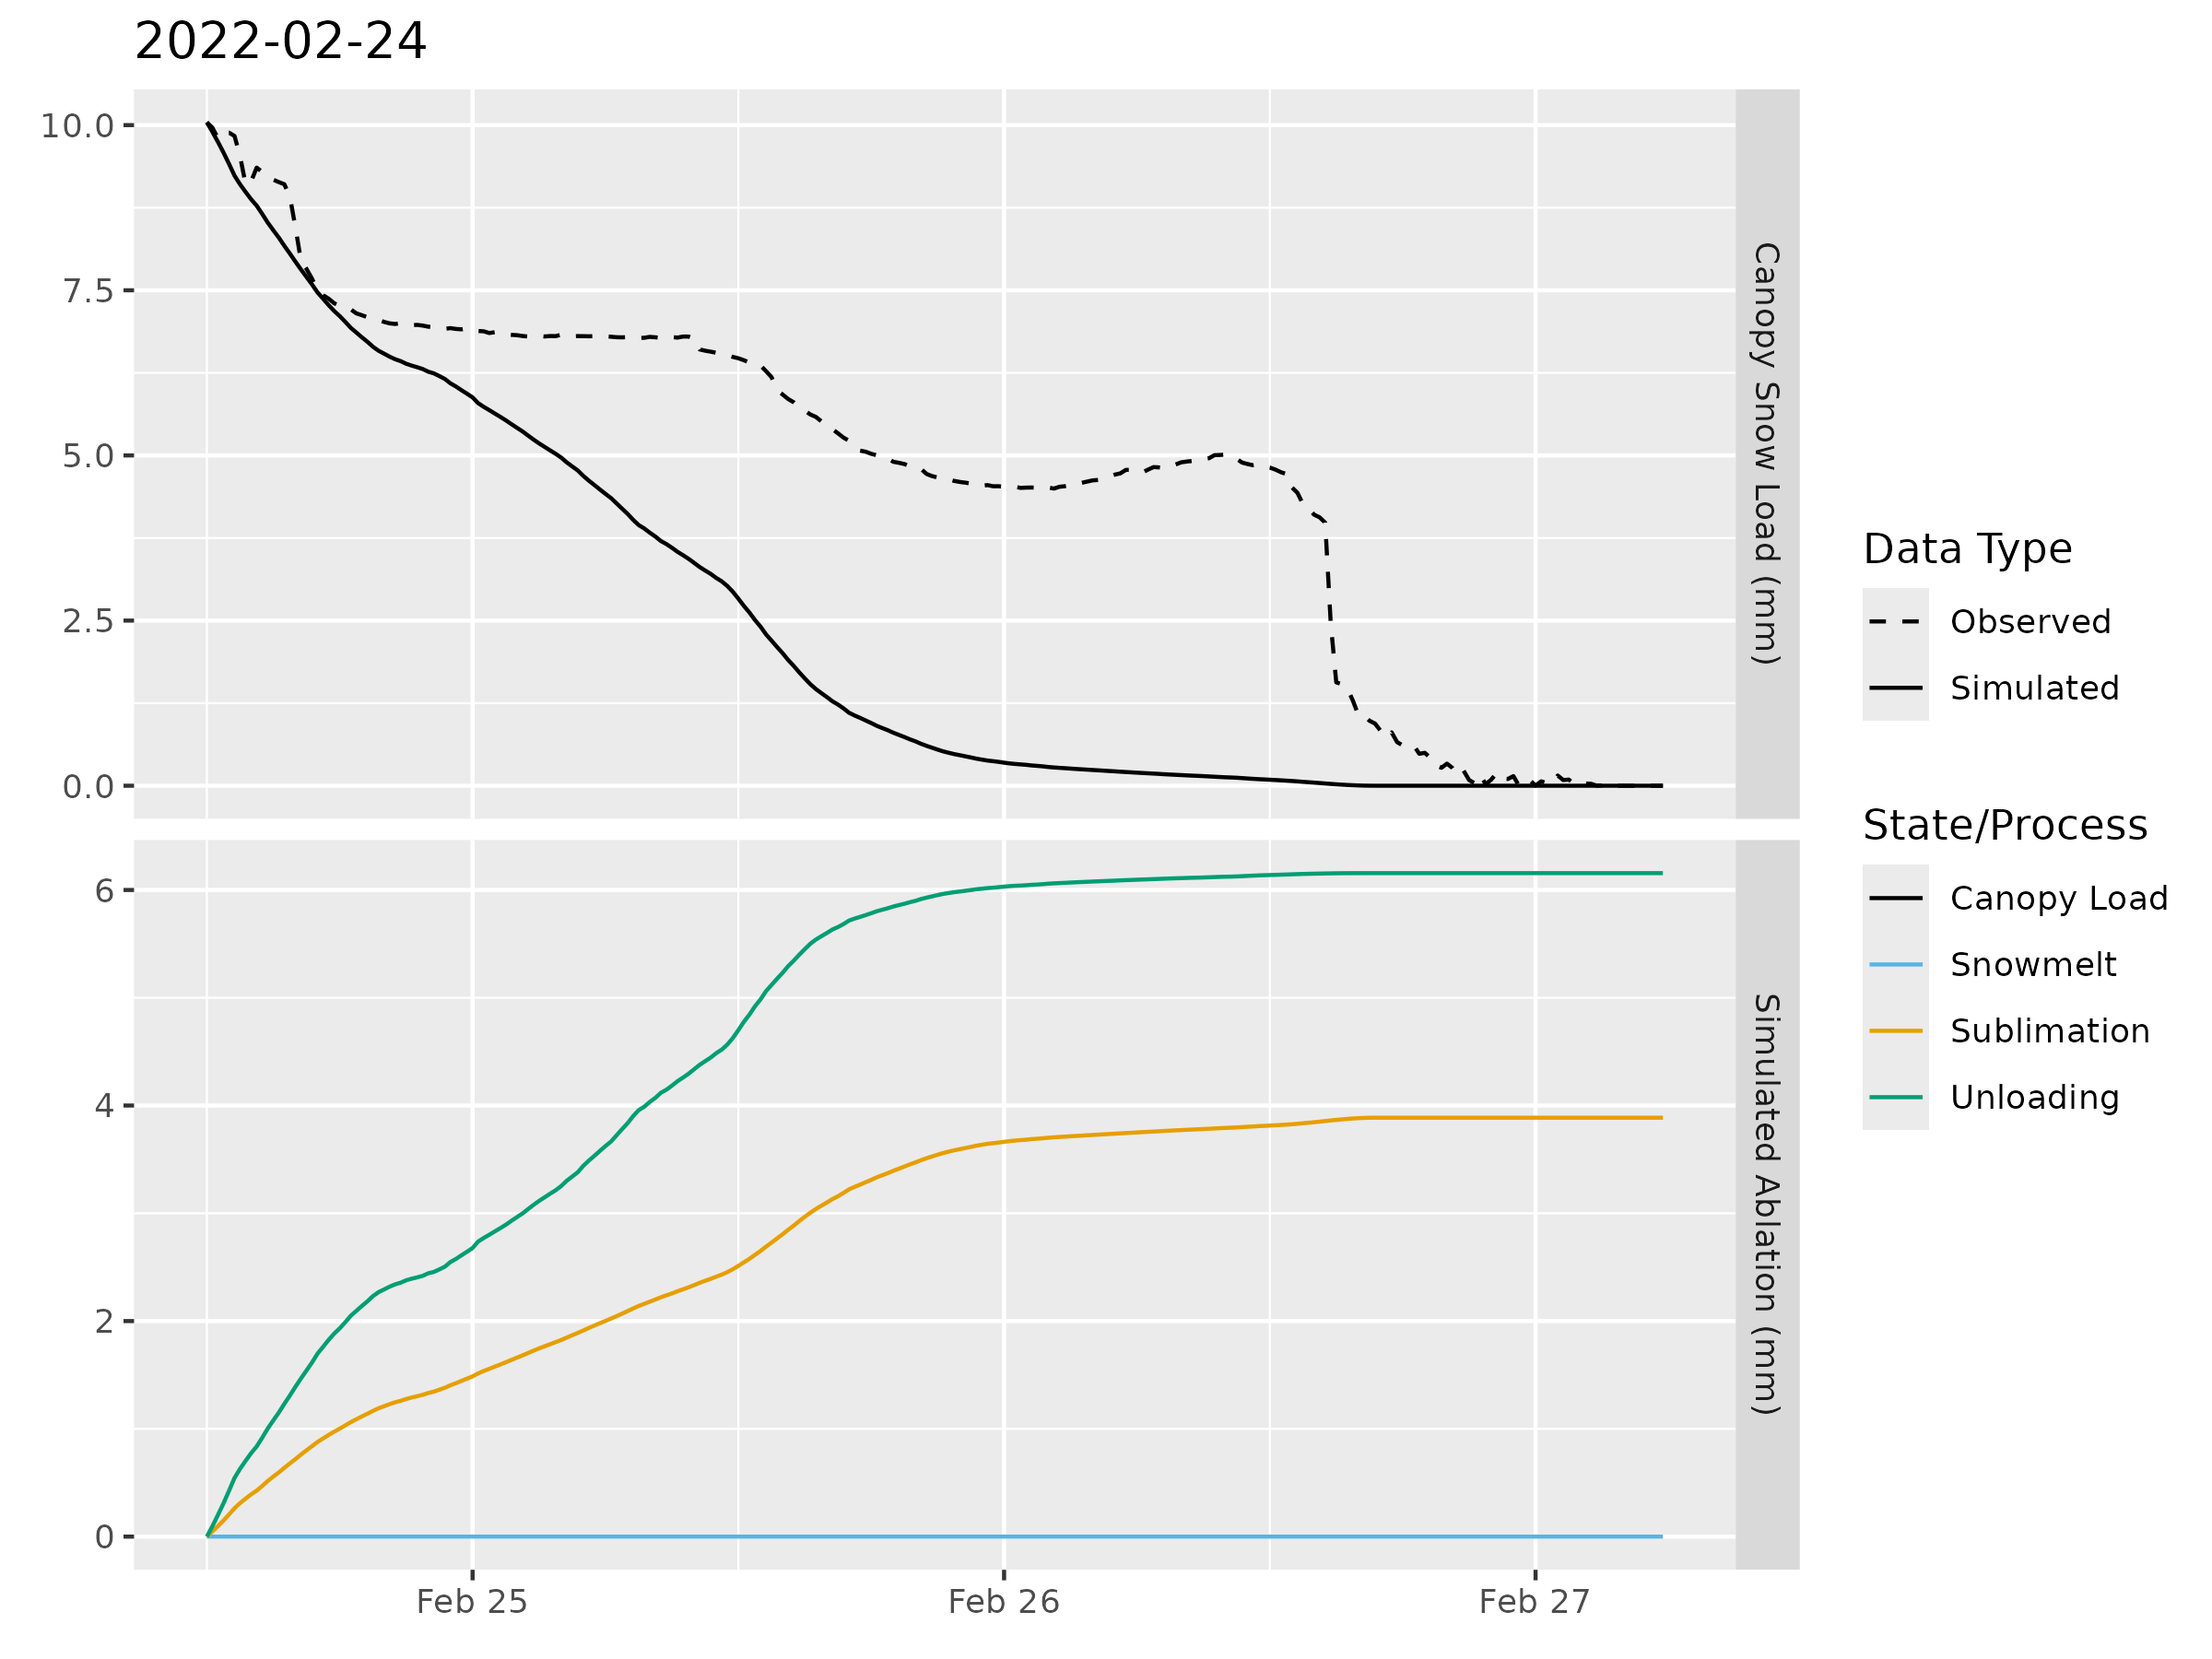 2022-02-24
10.0
7.5
5.0
2.5
0.0
Canopy Snow Load (mm)
6
4
2
0
Simulated Ablation (mm)
Feb 25
Feb 26
Feb 27
Data Type
Observed
Simulated
State/Process
Canopy Load
Snowmelt
Sublimation
Unloading